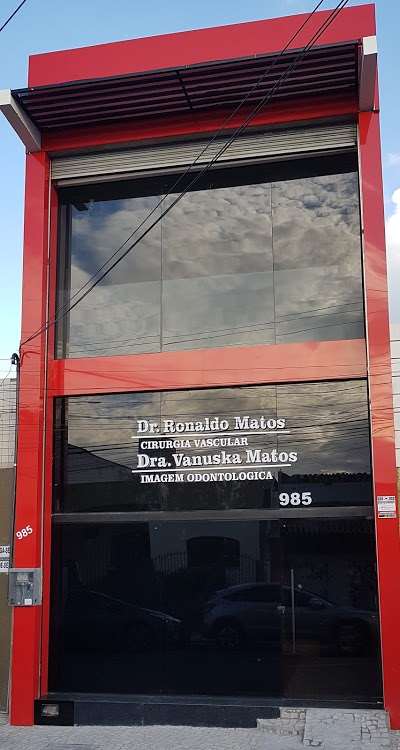 Dr. Ronaldo Matos
CIRURGIA VASCULAR
Dra. Vanuska Matos
IMAGEM ODONTOLOGICA
985
985